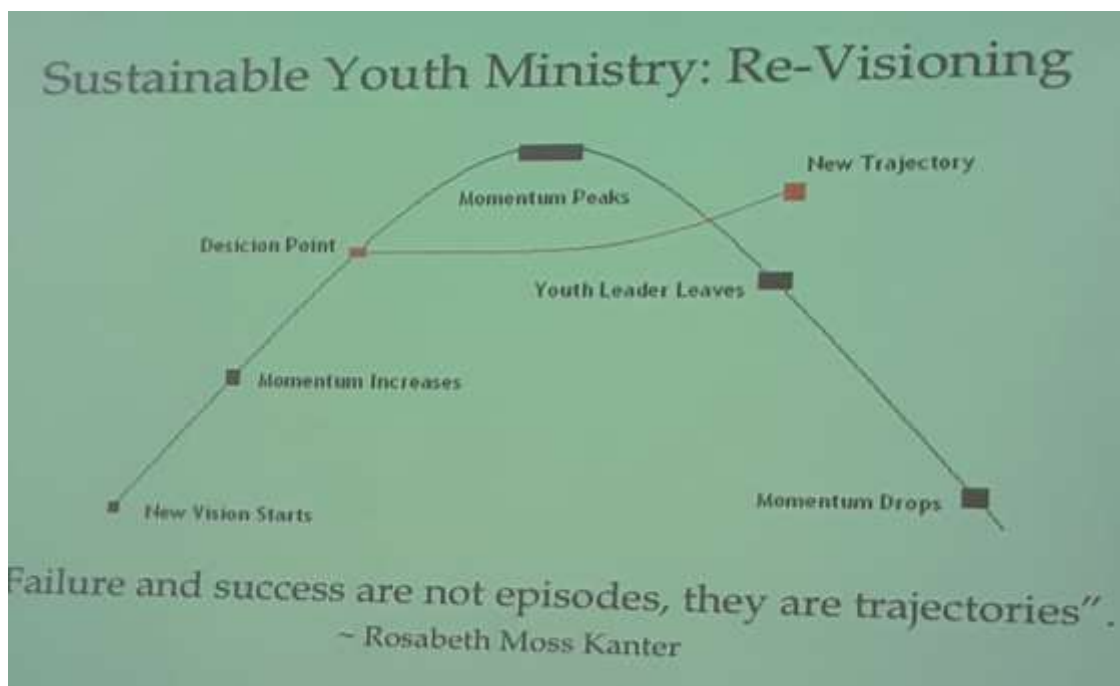 Sustainable Youth Ministry: Re-Visioning
New Trajectory
Momentum Peaks
Desicion Point
Youth Leader Leaves
Momentum Increases
Momentum Drops
New Vision Starts
Failure and success are not episodes, they are trajectories”.
~ Rosabeth Moss Kanter